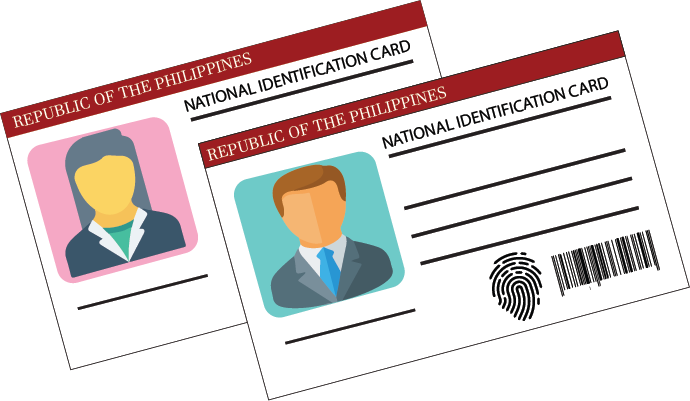 REPUBLIC OF THE PHILIPPINES
NATIONAL IDENTIFICATION CARD
REPUBLIC OF THE PHILIPPINES
NATIONAL IDENTIFICATION CARD